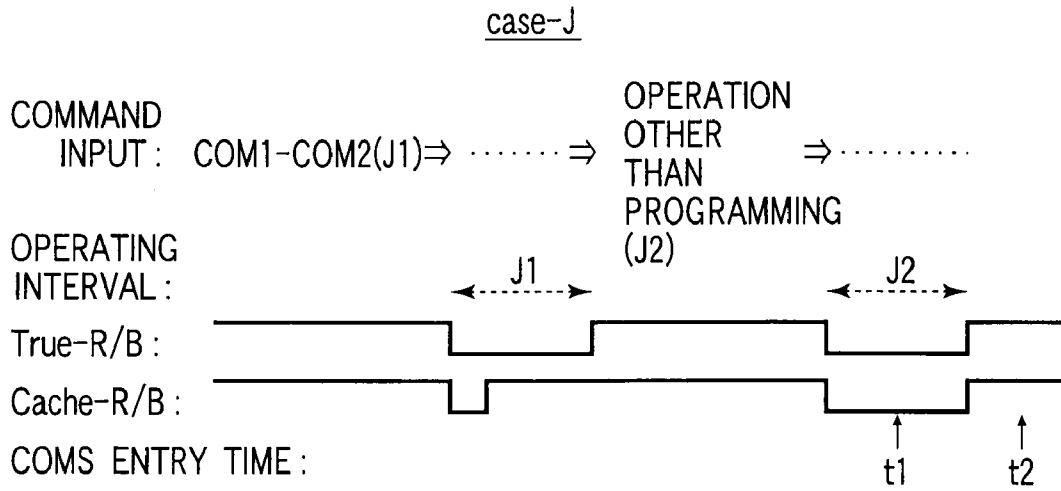 case-J
COMMAND INPUT : COM1-COM2(J1)⇒ ······ ⇒ OPERATION OTHER THAN PROGRAMMING (J2) ⇒ ·········
OPERATING INTERVAL : J1 J2
True-R/B :
Cache-R/B :
COMS ENTRY TIME : t1 t2